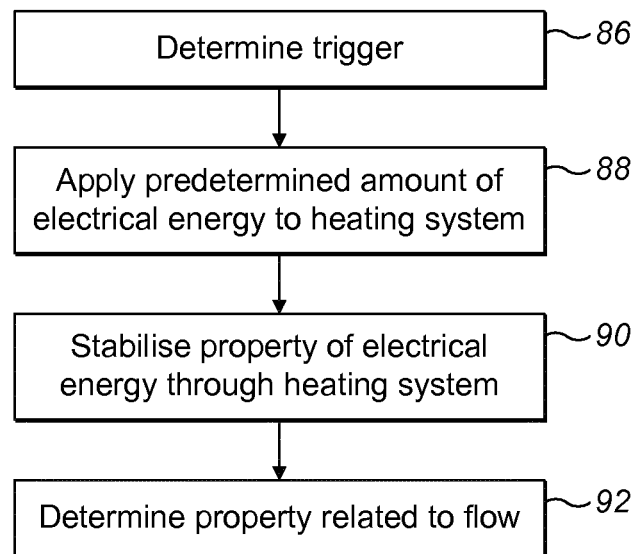 Determine trigger
86
Apply predetermined amount of
electrical energy to heating system
88
Stabilise property of electrical
energy through heating system
90
Determine property related to flow
92